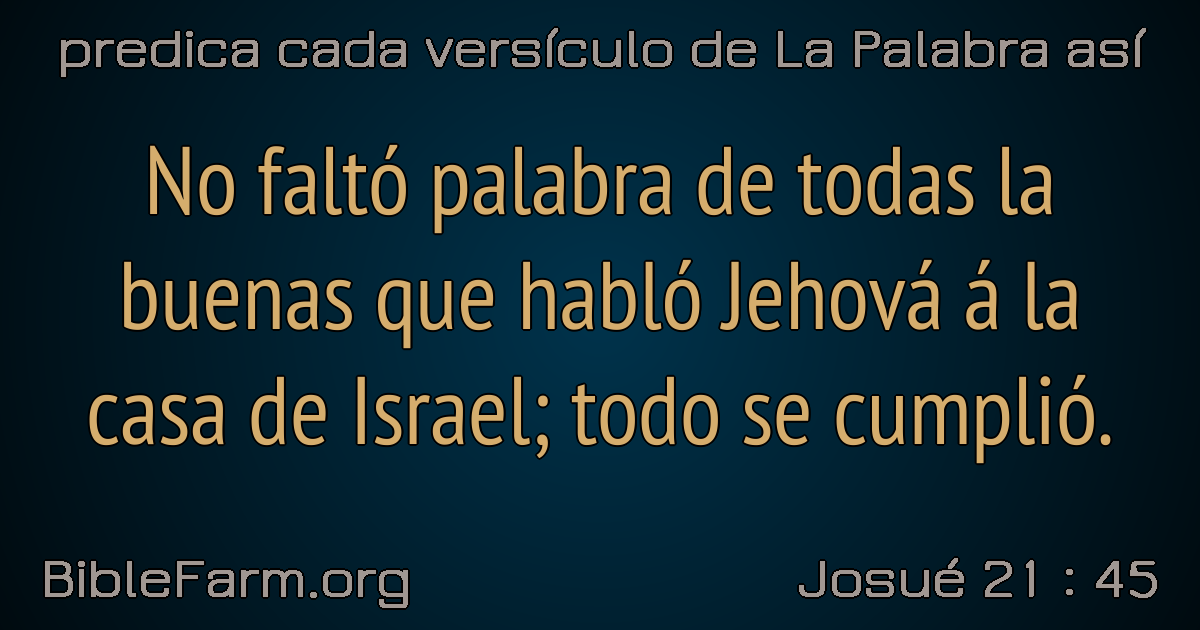 predica cada versículo de La Palabra así
No faltó palabra de todas la
buenas que habló Jehová á la
casa de Israel; todo se cumplió.
BibleFarm.org
Josué 21 : 45